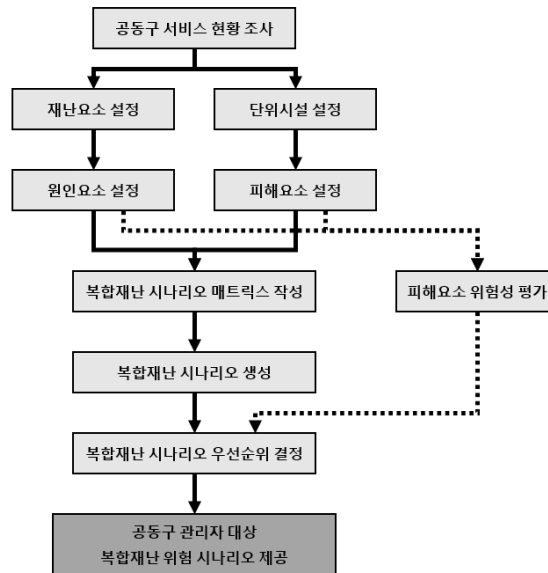 공동구 서비스 현황 조사
재난요소 설정
단위시설 설정
원인요소 설정
피해요소 설정
복합재난 시나리오 매트릭스 작성
피해요소 위험성 평가
복합재난 시나리오 생성
복합재난 시나리오 우선순위 결정
공동구 관리자 대상
복합재난 위험 시나리오 제공